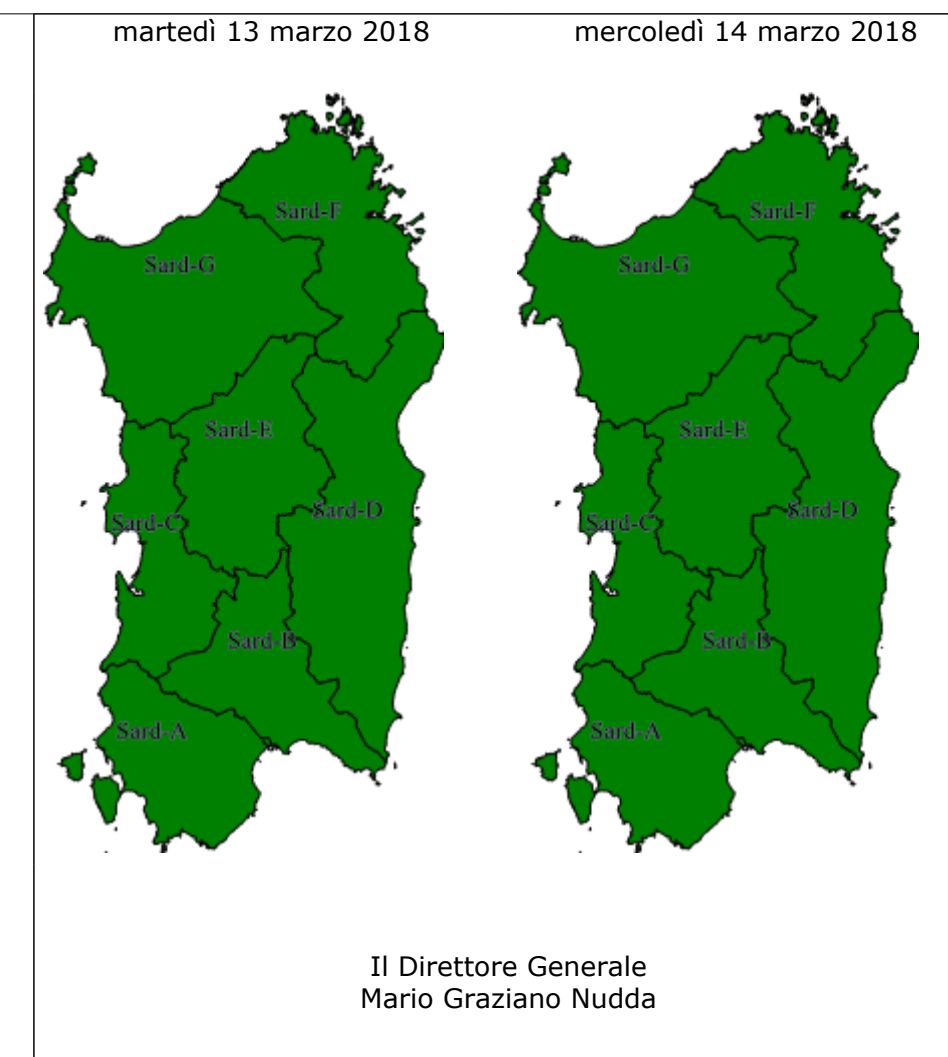 martedì 13 marzo 2018
mercoledì 14 marzo 2018
Sard-F
Sard-G
Sard-E
Sard-D
Sard-C
Sard-B
Sard-A
Sard-F
Sard-G
Sard-E
Sard-D
Sard-C
Sard-B
Sard-A
Il Direttore Generale
Mario Graziano Nudda